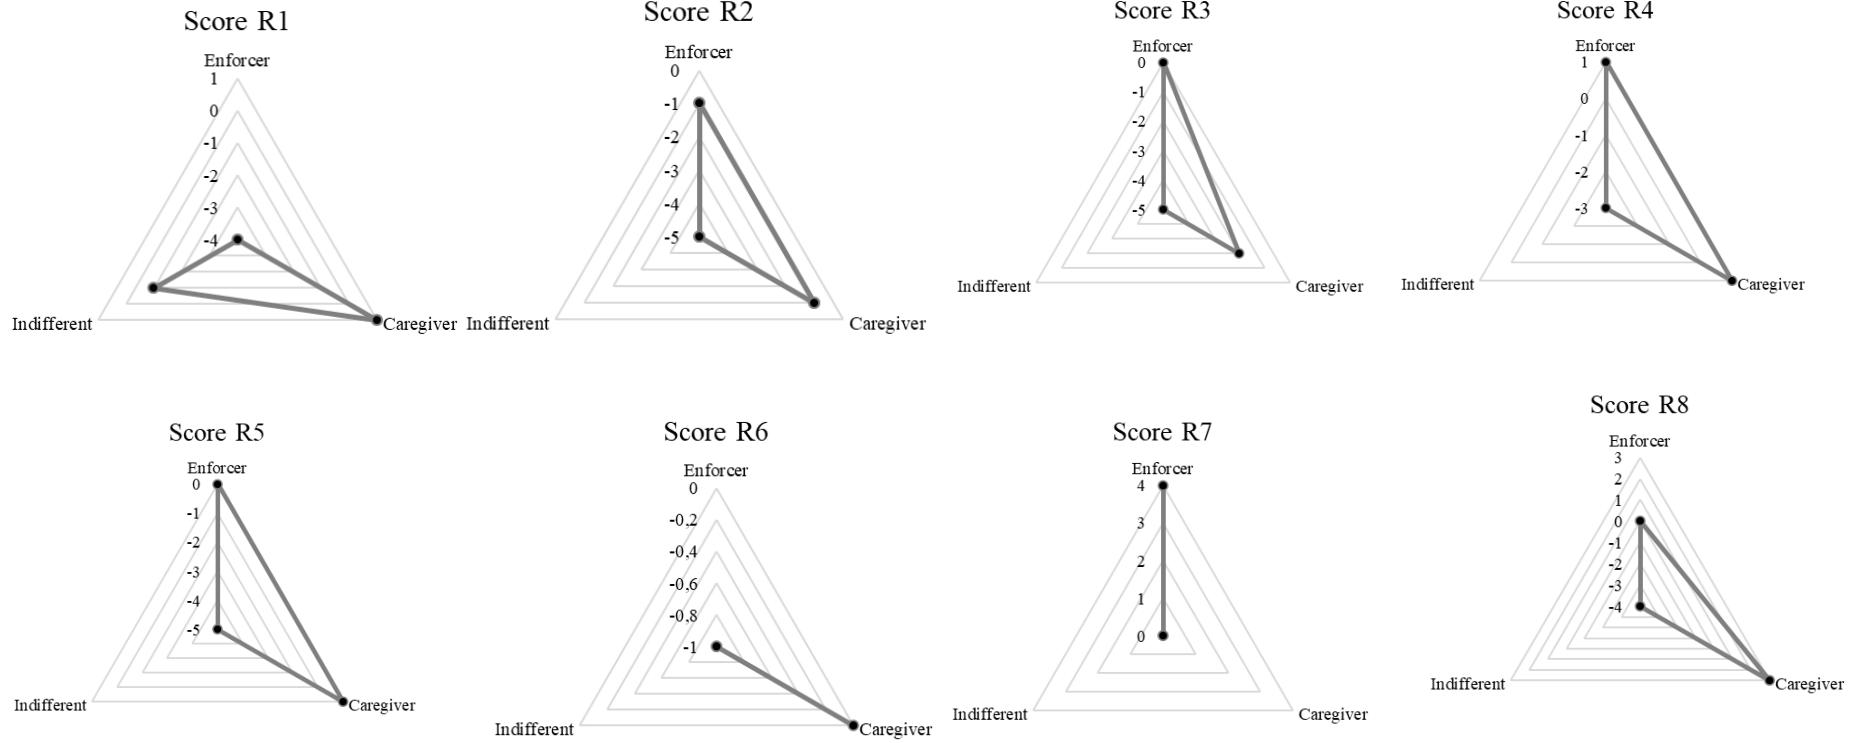 Score R1
Enforcer
1
0
-1
-2
-3
-4
Indifferent
Caregiver
Score R2
Enforcer
0
-1
-2
-3
-4
-5
Indifferent
Caregiver
Score R3
Enforcer
0
-1
-2
-3
-4
-5
Indifferent
Caregiver
Score R4
Enforcer
1
0
-1
-2
-3
Indifferent
Caregiver
Score R5
Enforcer
0
-1
-2
-3
-4
-5
Indifferent
Caregiver
Score R6
Enforcer
0
-0,2
-0,4
-0,6
-0,8
-1
Indifferent
Caregiver
Score R7
Enforcer
4
3
2
1
0
Indifferent
Caregiver
Score R8
Enforcer
3
2
1
0
-1
-2
-3
-4
Indifferent
Caregiver